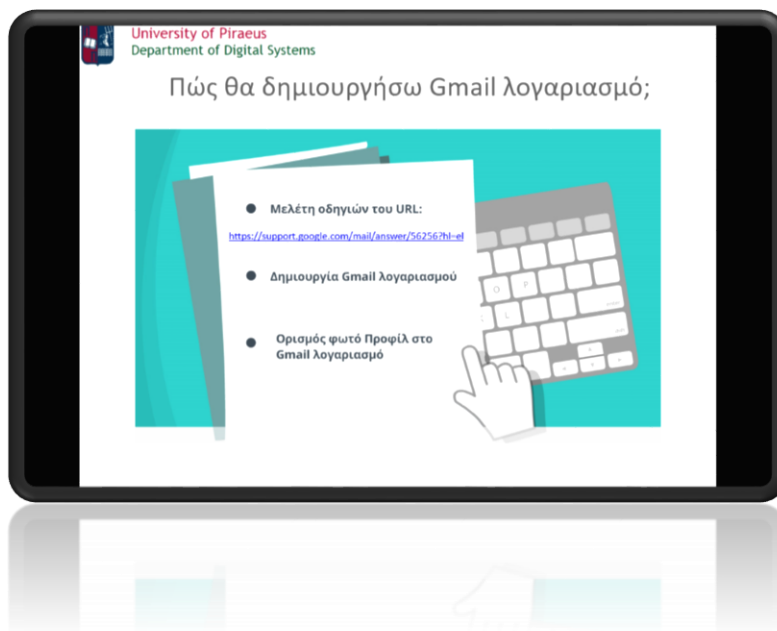 University of Piraeus
Department of Digital Systems
Πώς θα δημιουργήσω Gmail λογαριασμό;
● Μελέτη οδηγιών του URL:
https://support.google.com/mail/answer/56256?hl=el
● Δημιουργία Gmail λογαριασμού
● Ορισμός φωτό Προφίλ στο
Gmail λογαριασμό
O P
L